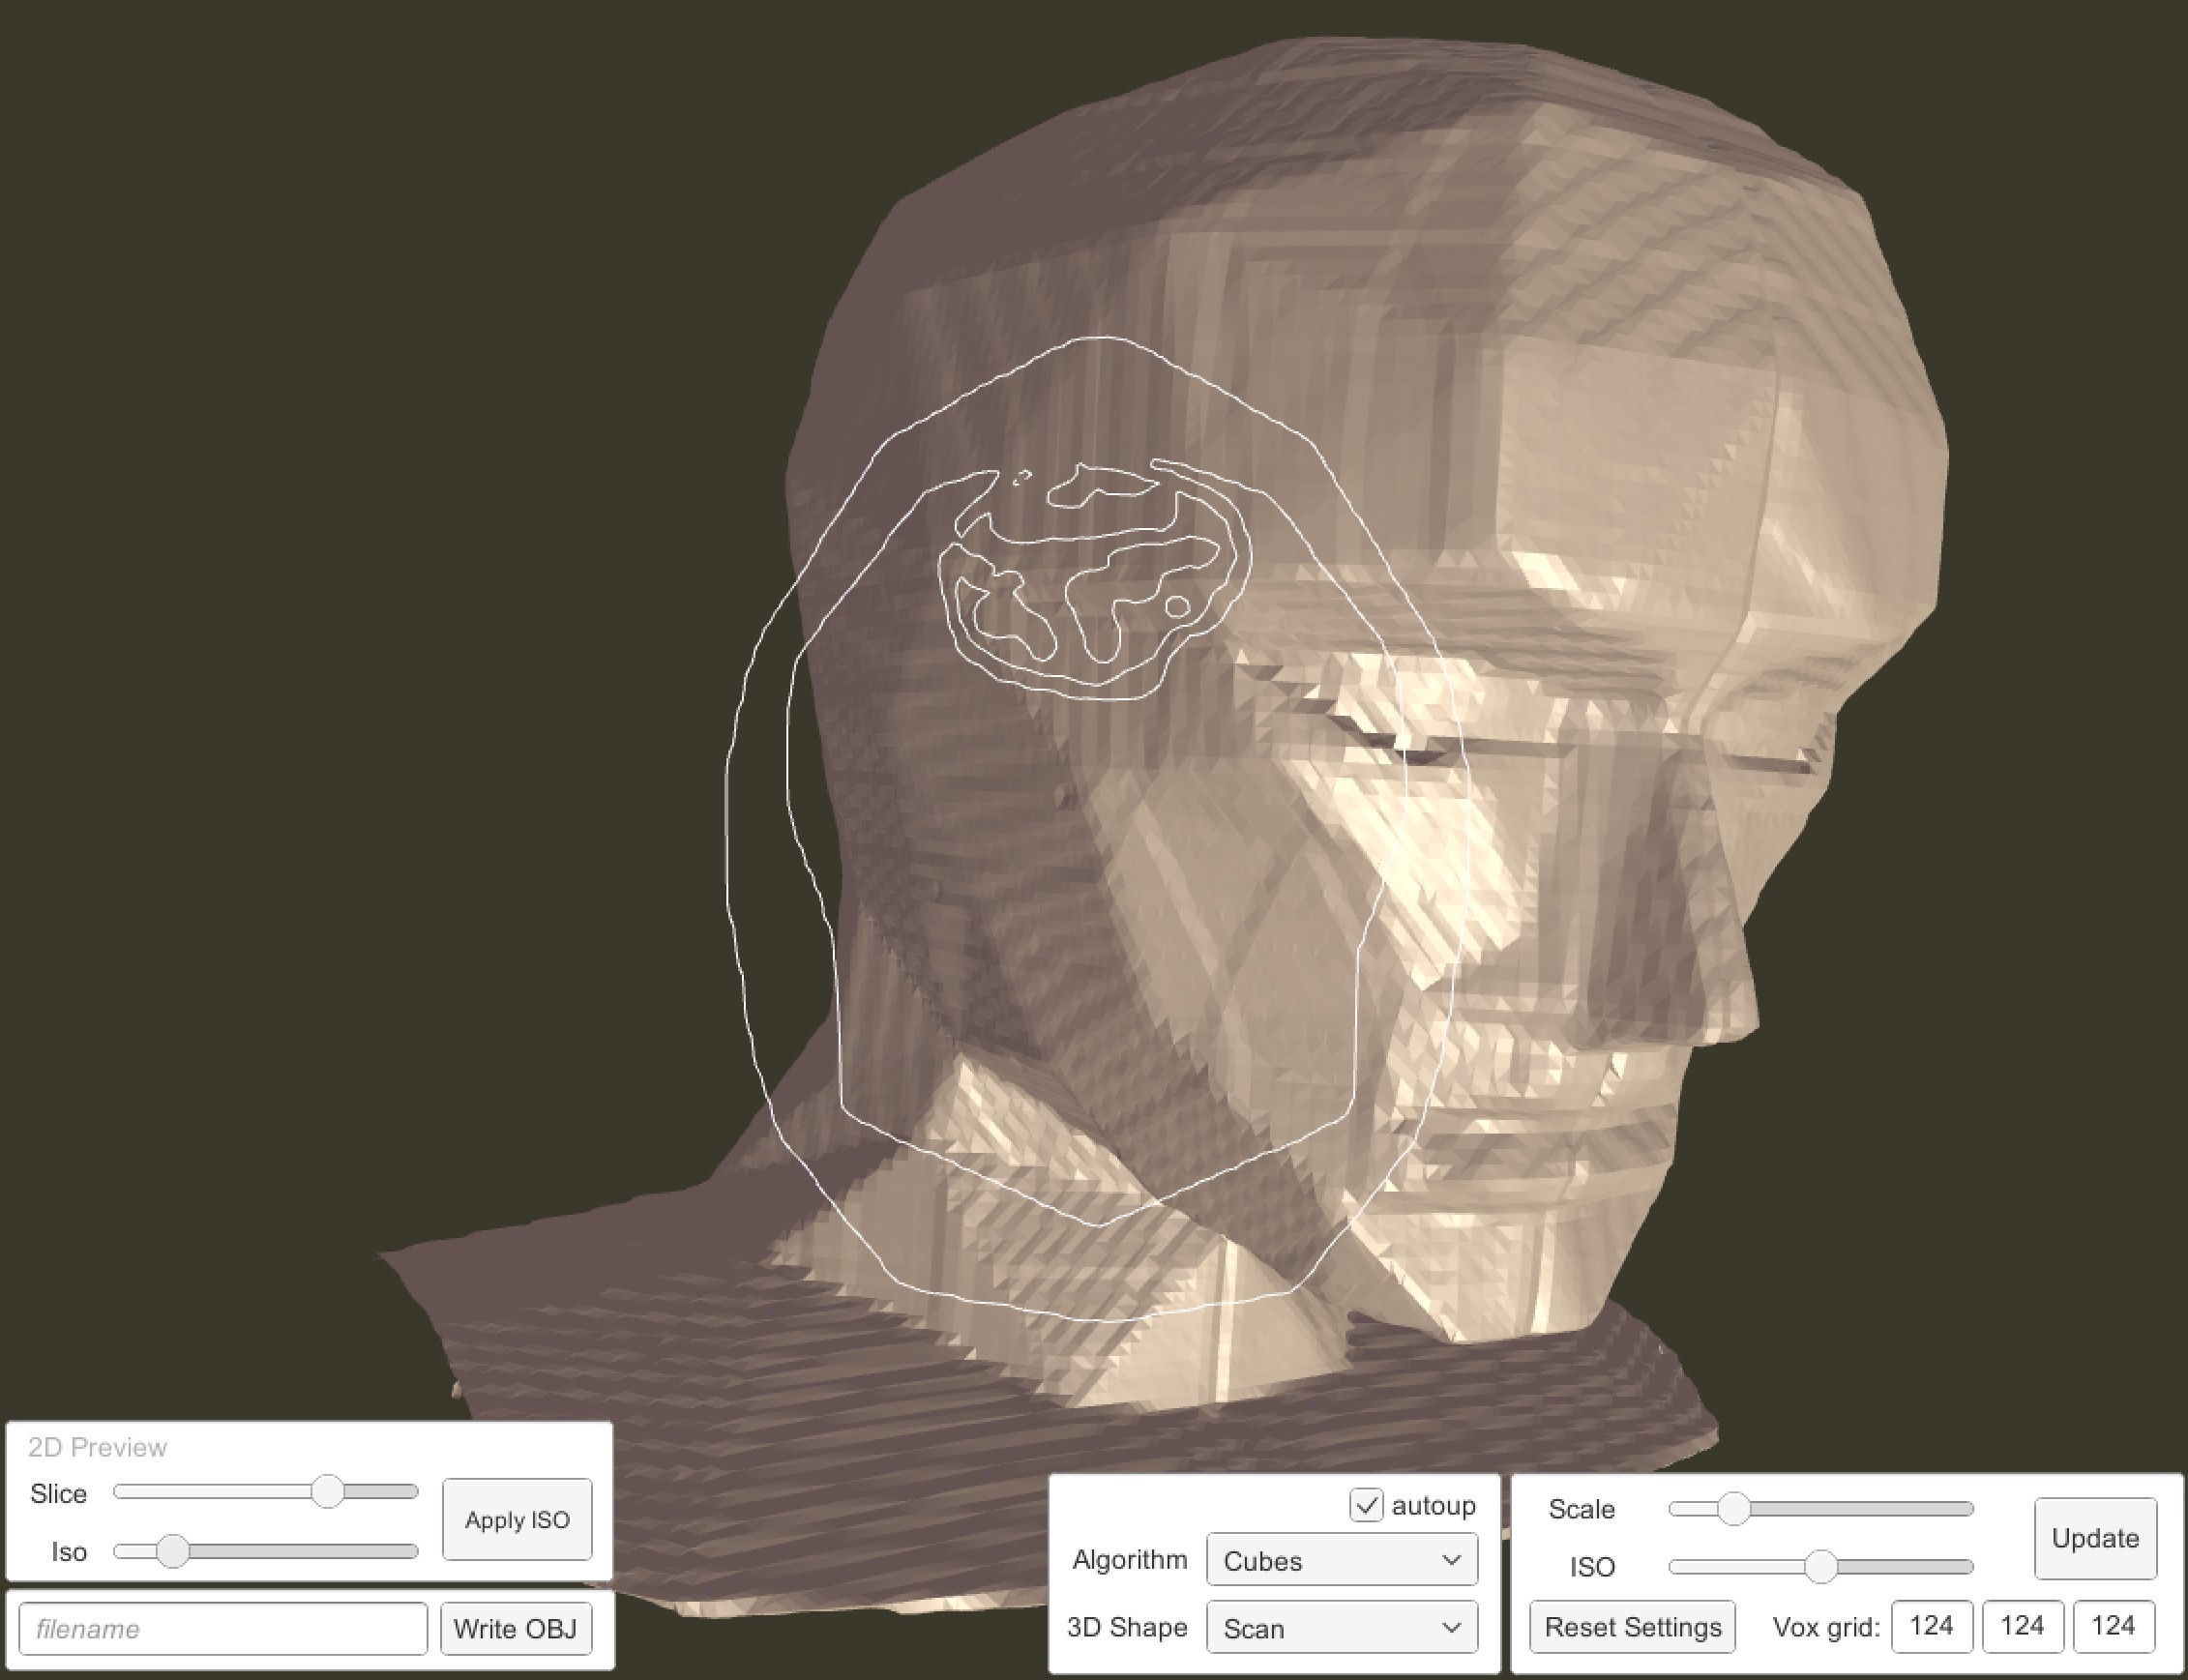 2D Preview
Slice
Apply ISO
Iso
filename
Write OBJ
autoup
Algorithm
Cubes
3D Shape
Scan
Scale
Update
ISO
Reset Settings
Vox grid: 124 124 124